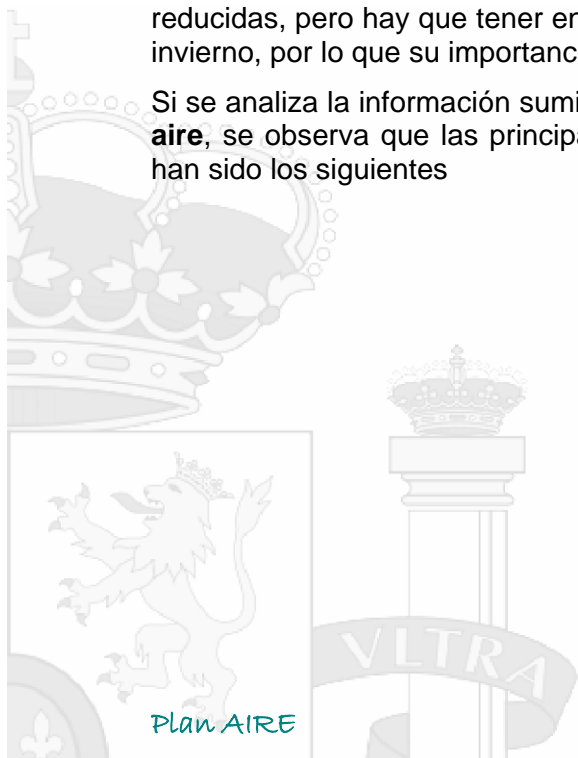 reducidas, pero hay que tener en
invierno, por lo que su importanc
Si se analiza la información sumi
aire, se observa que las principa
han sido los siguientes
VLTRA
Plan AIRE